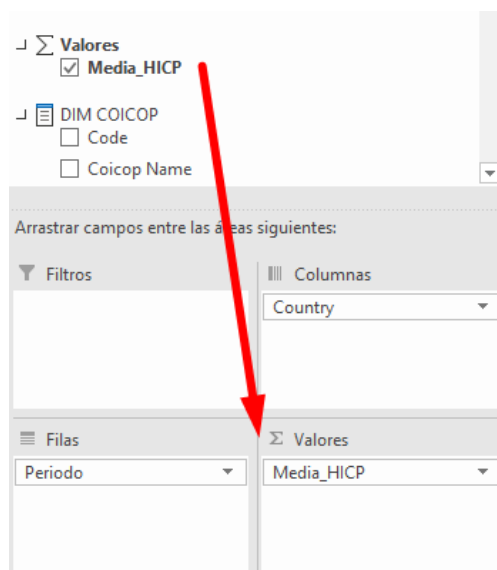 Σ Valores
Media_HICP
DIM COICOP
Code
Coicop Name
Arrastrar campos entre las áreas siguientes:
Filtros
Columnas
Country
Filas
Σ Valores
Periodo
Media_HICP